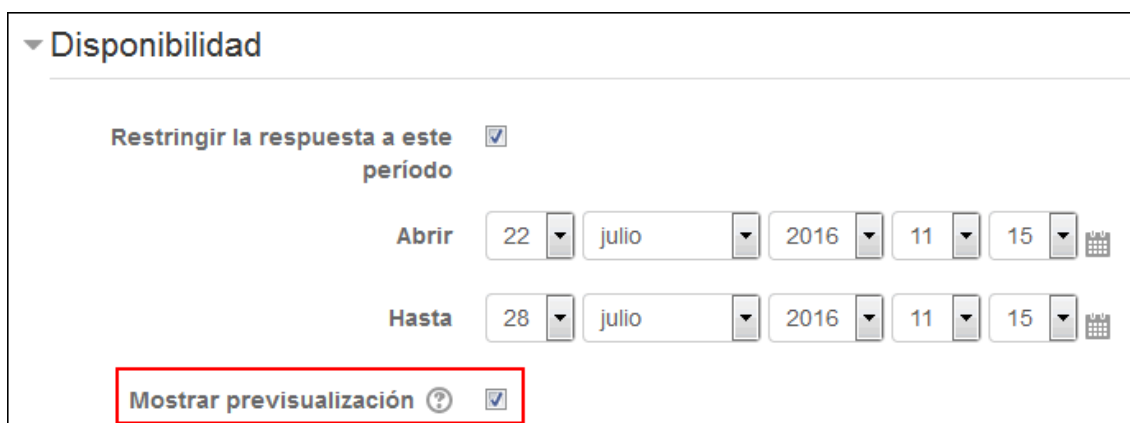 Disponibilidad
Restringir la respuesta a este
período
Abrir 22 julio 2016 11 15
Hasta 28 julio 2016 11 15
Mostrar previsualización ?